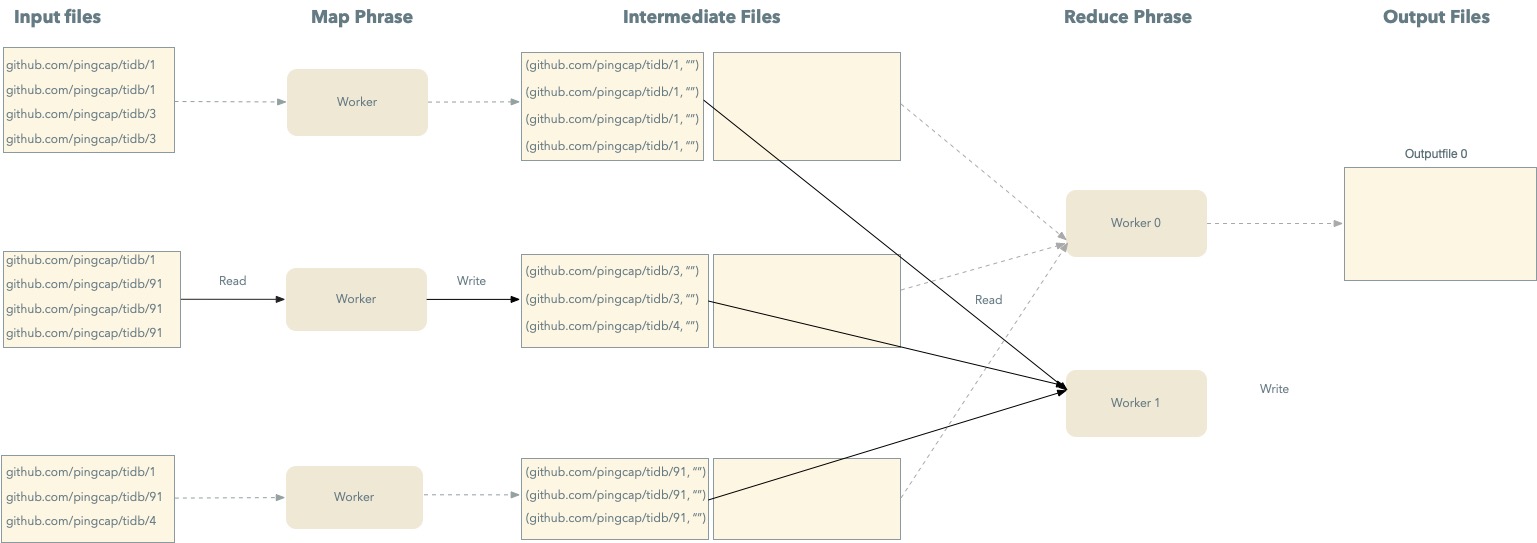 Input files
Map Phrase
Intermediate Files
Reduce Phrase
Output Files
github.com/pingcap/tidb/1
github.com/pingcap/tidb/1
github.com/pingcap/tidb/3
github.com/pingcap/tidb/3
Worker
(github.com/pingcap/tidb/1, “”)
(github.com/pingcap/tidb/1, “”)
(github.com/pingcap/tidb/1, “”)
(github.com/pingcap/tidb/1, “”)
Outputfile 0
Worker 0
github.com/pingcap/tidb/1
github.com/pingcap/tidb/91
github.com/pingcap/tidb/91
github.com/pingcap/tidb/91
Read
Worker
Write
(github.com/pingcap/tidb/3, “”)
(github.com/pingcap/tidb/3, “”)
(github.com/pingcap/tidb/4, “”)
Read
Worker 1
Write
github.com/pingcap/tidb/1
github.com/pingcap/tidb/91
github.com/pingcap/tidb/4
Worker
(github.com/pingcap/tidb/91, “”)
(github.com/pingcap/tidb/91, “”)
(github.com/pingcap/tidb/91, “”)